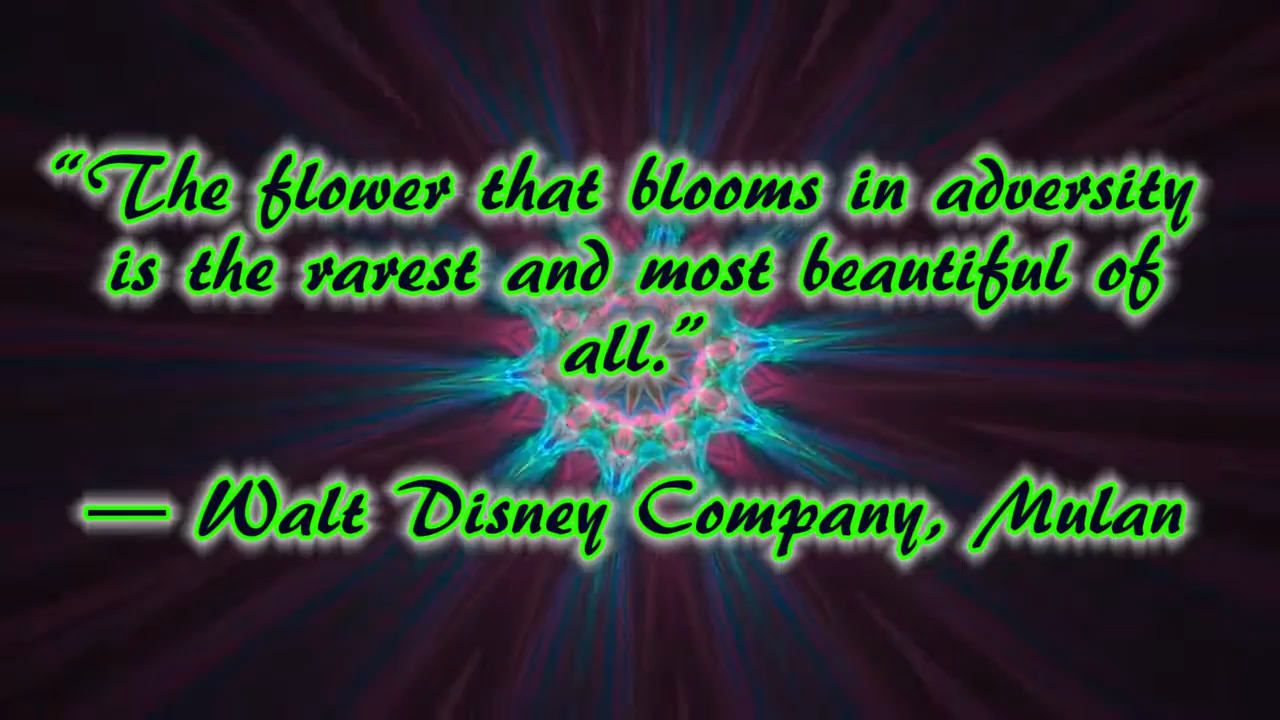 “The flower that blooms in adversity
is the rarest and most beautiful of
all.”
— Walt Disney Company, Mulan